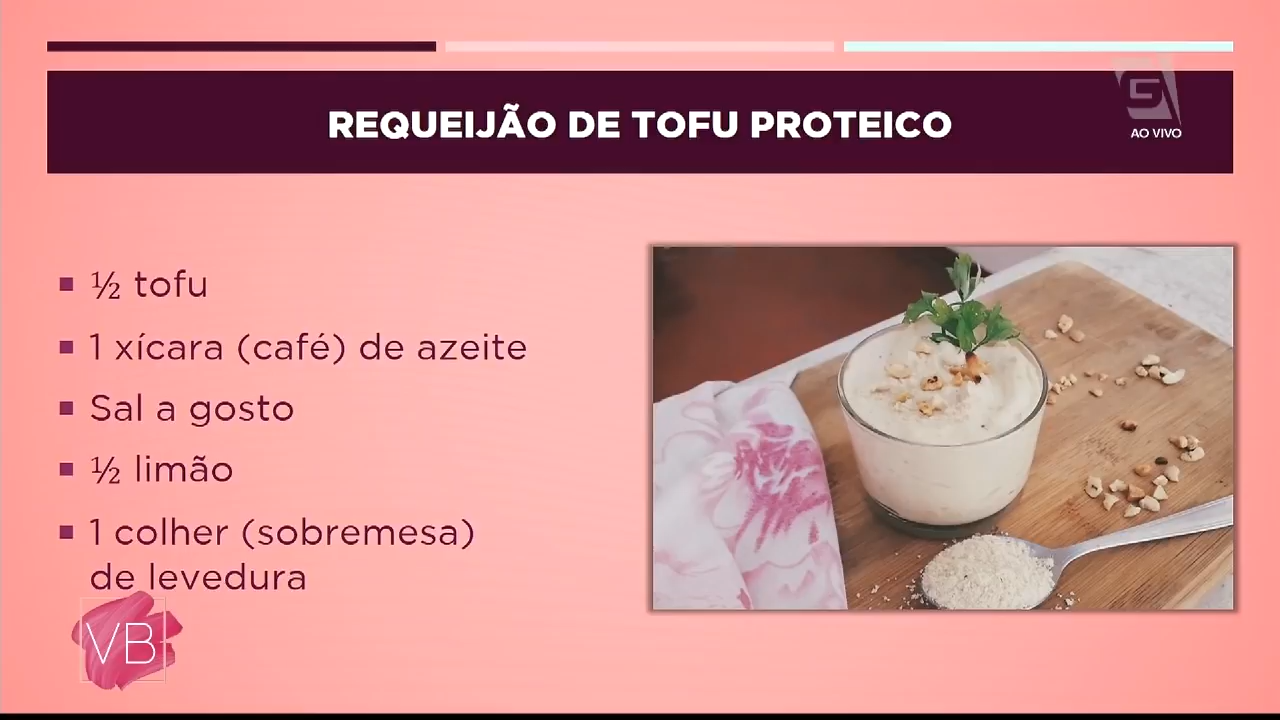 REQUEIJÃO DE TOFU PROTEICO
G
AO VIVO
½ tofu
1 xícara (café) de azeite
Sal a gosto
½ limão
1 colher (sobremesa)
de levedura
VB